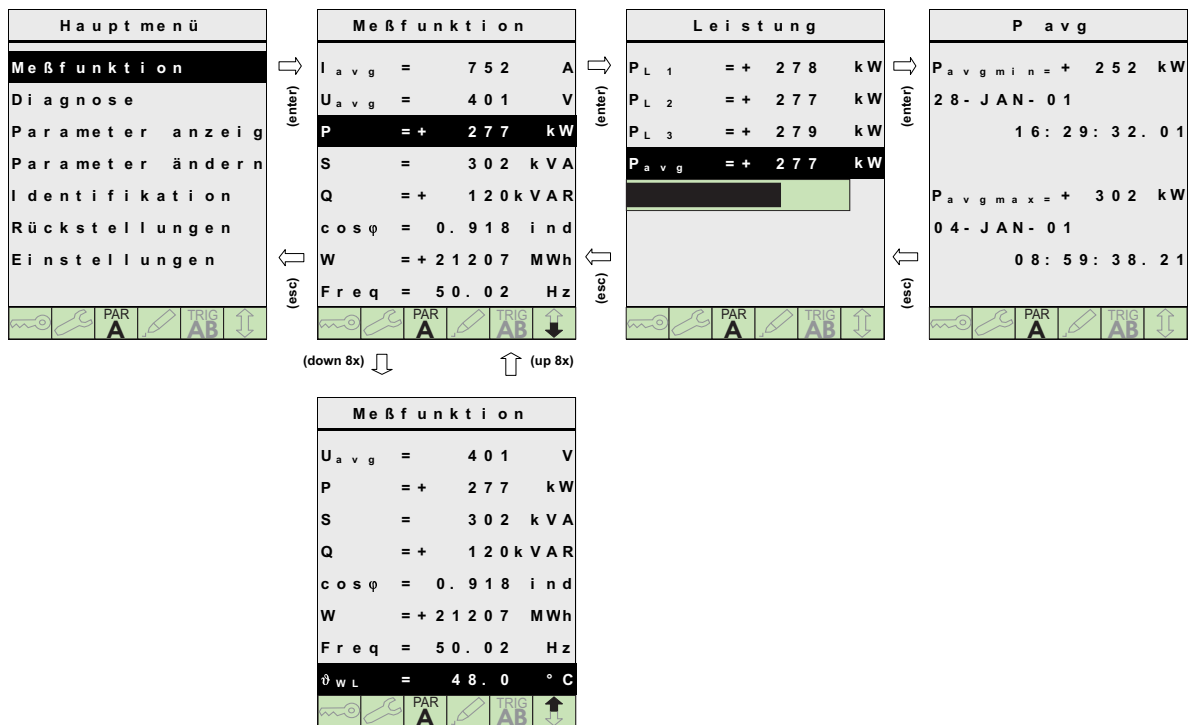 Hauptmenü
Meßfunktion
Diagnose
Parameter anzeig
Parameter ändern
Identifikation
Rückstellungen
Einstellungen
PAR A TRIG AB
(enter)
(esc)
Meßfunktion
Iavg = 752 A
Uavg = 401 V
P =+ 277 kW
S = 302 kVA
Q =+ 120kVAR
cosφ = 0.918 ind
W =+21207 MWh
Freq = 50.02 Hz
PAR A TRIG AB
(enter)
(esc)
Leistung
PL1 =+ 278 kW
PL2 =+ 277 kW
PL3 =+ 279 kW
Pavg =+ 277 kW
PAR A TRIG AB
(enter)
(esc)
P avg
Pavgmin=+ 252 kW
28-JAN-01
16:29:32.01
Pavgmax=+ 302 kW
04-JAN-01
08:59:38.21
PAR A TRIG AB
(down 8x) (up 8x)
Meßfunktion
Uavg = 401 V
P =+ 277 kW
S = 302 kVA
Q =+ 120kVAR
cosφ = 0.918 ind
W =+21207 MWh
Freq = 50.02 Hz
ϑWL = 48.0 °C
PAR A TRIG AB